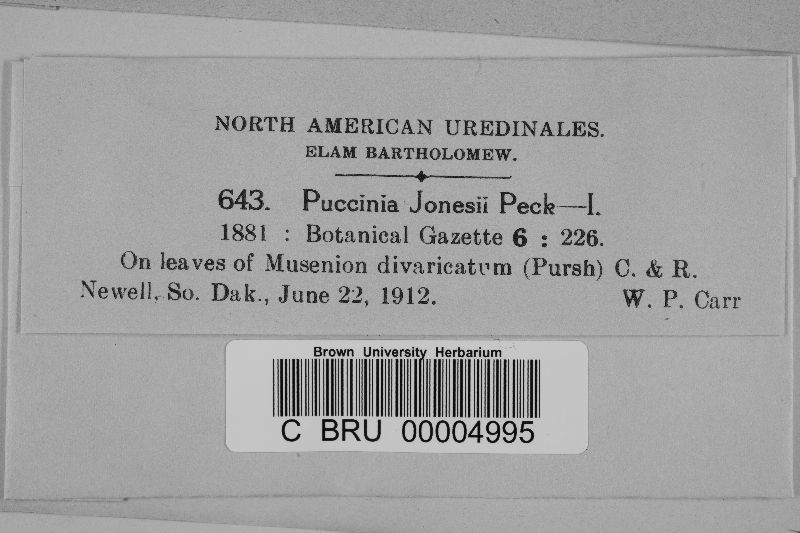 NORTH AMERICAN UREDINALES.
ELAM BARTHOLOMEW.
643. Puccinia Jonesii Peck—I.
1881 : Botanical Gazette 6 : 226.
On leaves of Musenion divaricatum (Pursh) C. & R.
Newell, So. Dak., June 22, 1912. W. P. Carr
Brown University Herbarium
C BRU 00004995